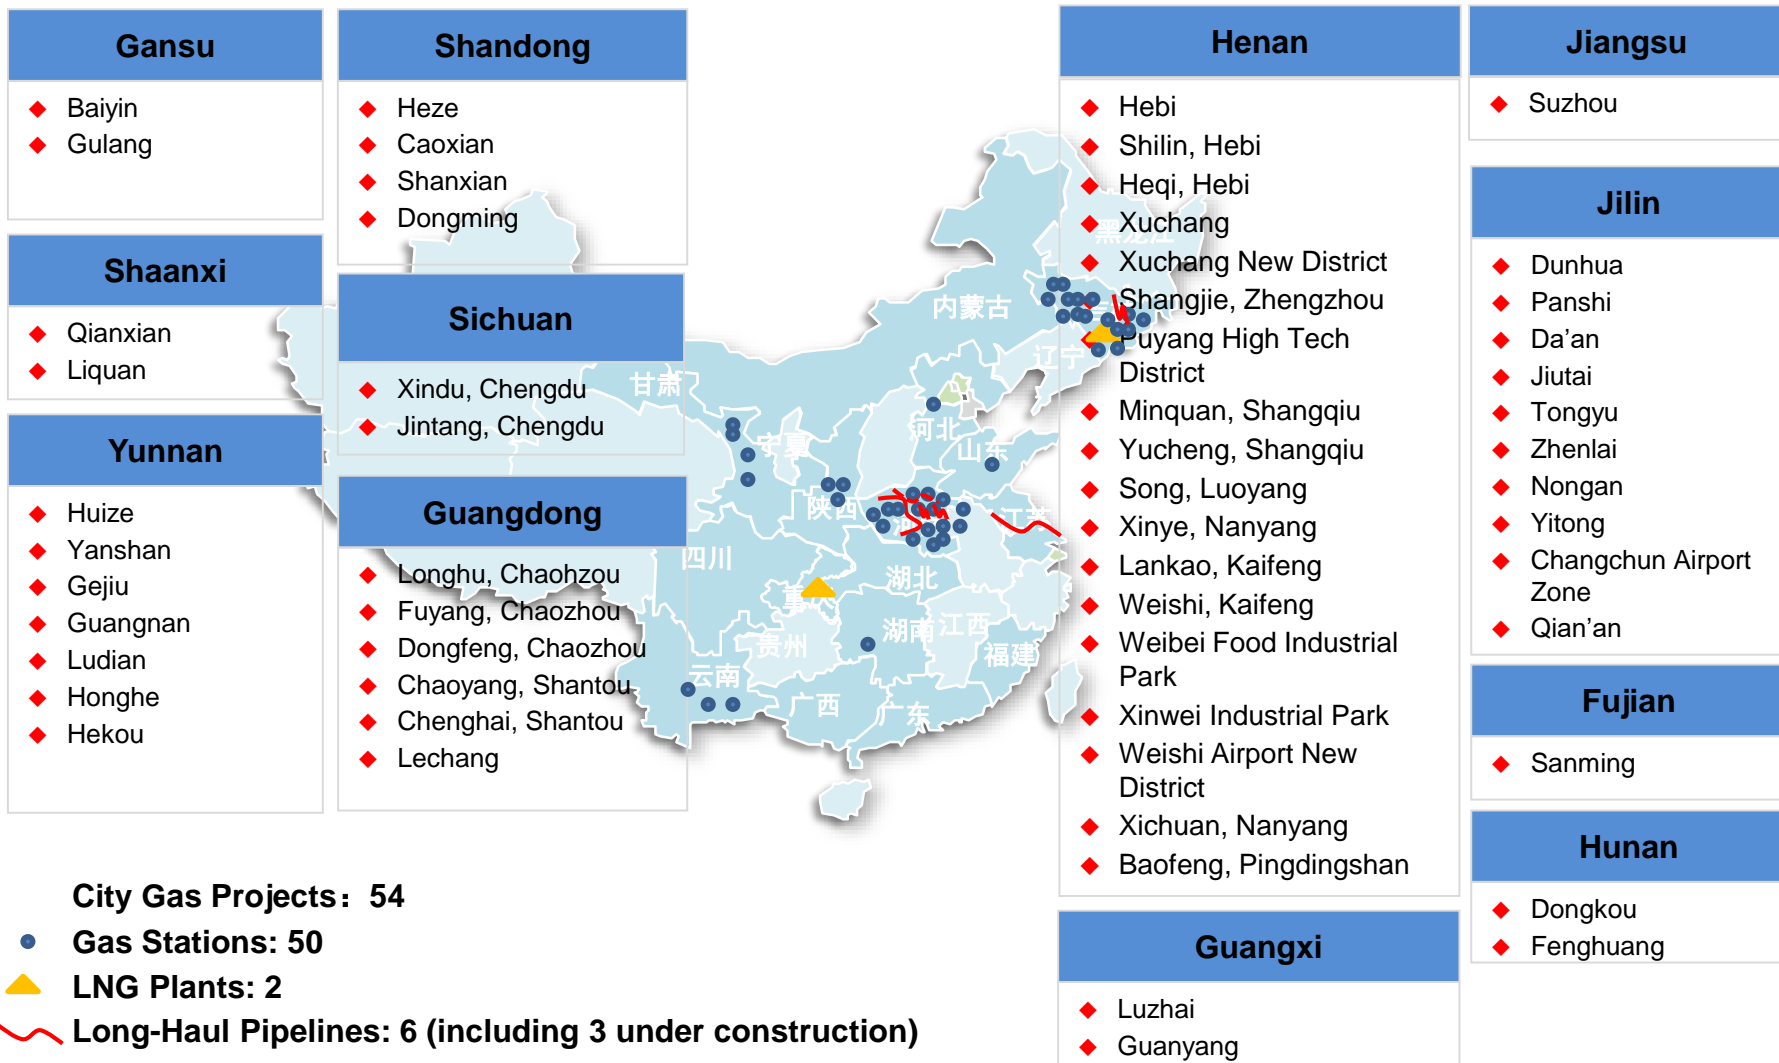 Gansu
Baiyin
Gulang
Shaanxi
Qianxian
Liquan
Yunnan
Huize
Yanshan
Gejiu
Guangnan
Ludian
Honghe
Hekou
Shandong
Heze
Caoxian
Shanxian
Dongming
Sichuan
Xindu, Chengdu
Jintang, Chengdu
Guangdong
Longhu, Chaohzou
Fuyang, Chaozhou
Dongfeng, Chaozhou
Chaoyang, Shantou
Chenghai, Shantou
Lechang
黑龙江
内蒙古
辽宁
甘肃
宁夏
河北
山东
陕西
四川
湖北
湖南
江西
贵州
福建
云南
广西
广东
Henan
Hebi
Shilin, Hebi
Heqi, Hebi
Xuchang
Xuchang New District
Shangjie, Zhengzhou
Puyang High Tech
District
Minquan, Shangqiu
Yucheng, Shangqiu
Song, Luoyang
Xinye, Nanyang
Lankao, Kaifeng
Weishi, Kaifeng
Weibei Food Industrial
Park
Xinwei Industrial Park
Weishi Airport New
District
Xichuan, Nanyang
Baofeng, Pingdingshan
Guangxi
Luzhai
Guanyang
Jiangsu
Suzhou
Jilin
Dunhua
Panshi
Da’an
Jiutai
Tongyu
Zhenlai
Nongan
Yitong
Changchun Airport
Zone
Qian’an
Fujian
Sanming
Hunan
Dongkou
Fenghuang
City Gas Projects：54
Gas Stations: 50
LNG Plants: 2
Long-Haul Pipelines: 6 (including 3 under construction)